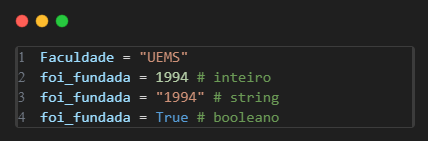 1 Faculdade = "UEMS"
2 foi_fundada = 1994 # inteiro
3 foi_fundada = "1994" # string
4 foi_fundada = True # booleano